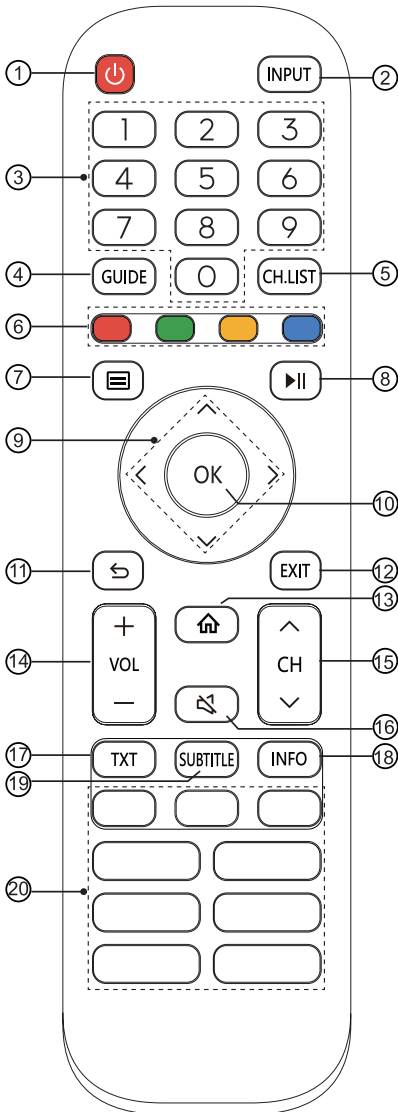 ① ②
INPUT
1 2 3
③ 4 5 6
7 8 9
④ GUIDE 0 CH.LIST ⑤
⑥
⑦ ⑧
⑨
OK
⑩
⑪ EXIT ⑫
⑬
+
⑭ VOL CH ⑮
−
⑯
⑰ TXT SUBTITLE INFO ⑱
⑲
⑳